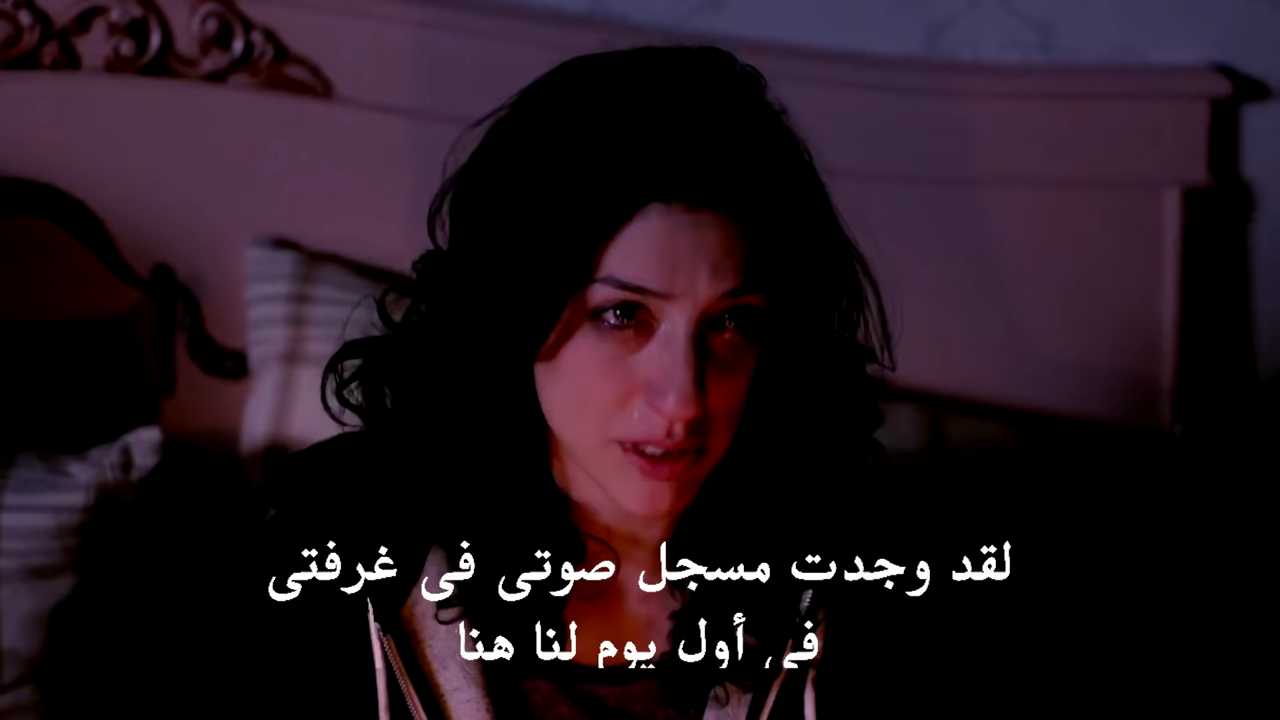 لقد وجدت مسجل صوتى فى غرفتى
فى أول يوم لنا هنا